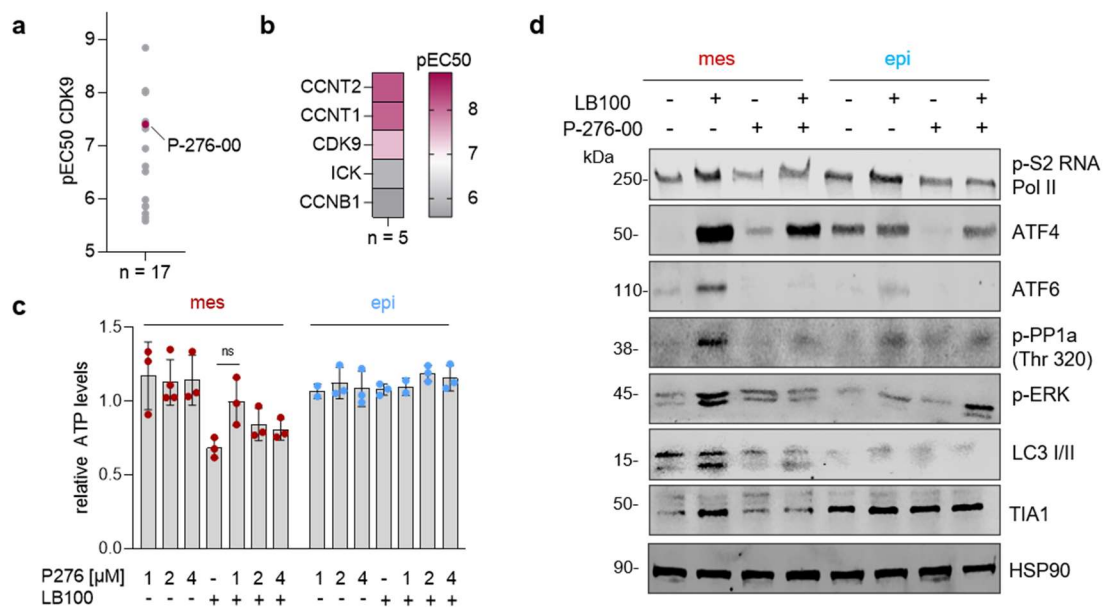 a
9
8
7
6
5
pEC50 CDK9
P-276-00
n = 17
b
pEC50
CCNT2
CCNT1
CDK9
ICK
CCNB1
8
7
6
n = 5
c
mes epi
1.5
1.0
0.5
0.0
relative ATP levels
ns
P276 [µM] 1 2 4 - 1 2 4 1 2 4 - 1 2 4
LB100 - - - + + + + - - - + + + +
d
mes epi
LB100 - + - + - + - +
P-276-00 - - + + - - + +
kDa
250- p-S2 RNA
Pol II
50- ATF4
110- ATF6
38- p-PP1a
(Thr 320)
45- p-ERK
15- LC3 I/II
50- TIA1
90- HSP90